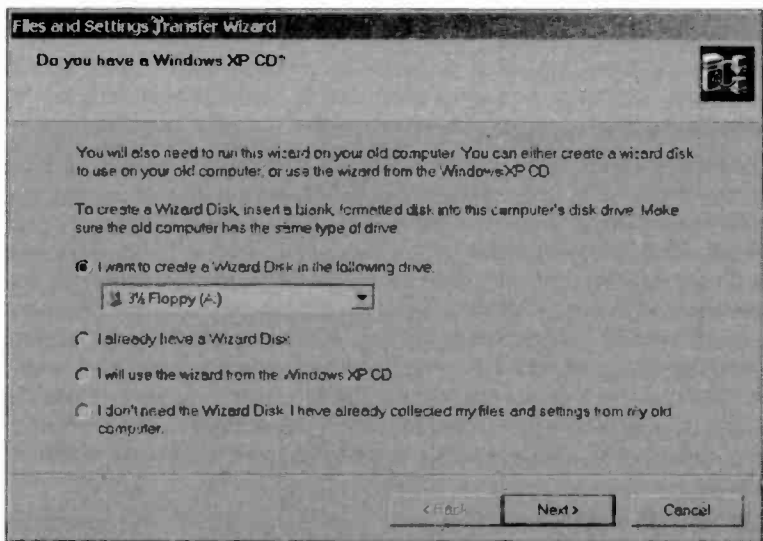 Files and Settings Transfer Wizard
Do you have a Windows XP CD?
You will also need to run this wizard on your old computer. You can either create a wizard disk
to use on your old computer, or use the wizard from the Windows XP CD.
To create a Wizard Disk, insert a blank, formatted disk into this computer's disk drive. Make
sure the old computer has the same type of drive.
I want to create a Wizard Disk in the following drive:
3½ Floppy (A:)
I already have a Wizard Disk
I will use the wizard from the Windows XP CD
I don't need the Wizard Disk. I have already collected my files and settings from my old
computer.
< Back
Next >
Cancel